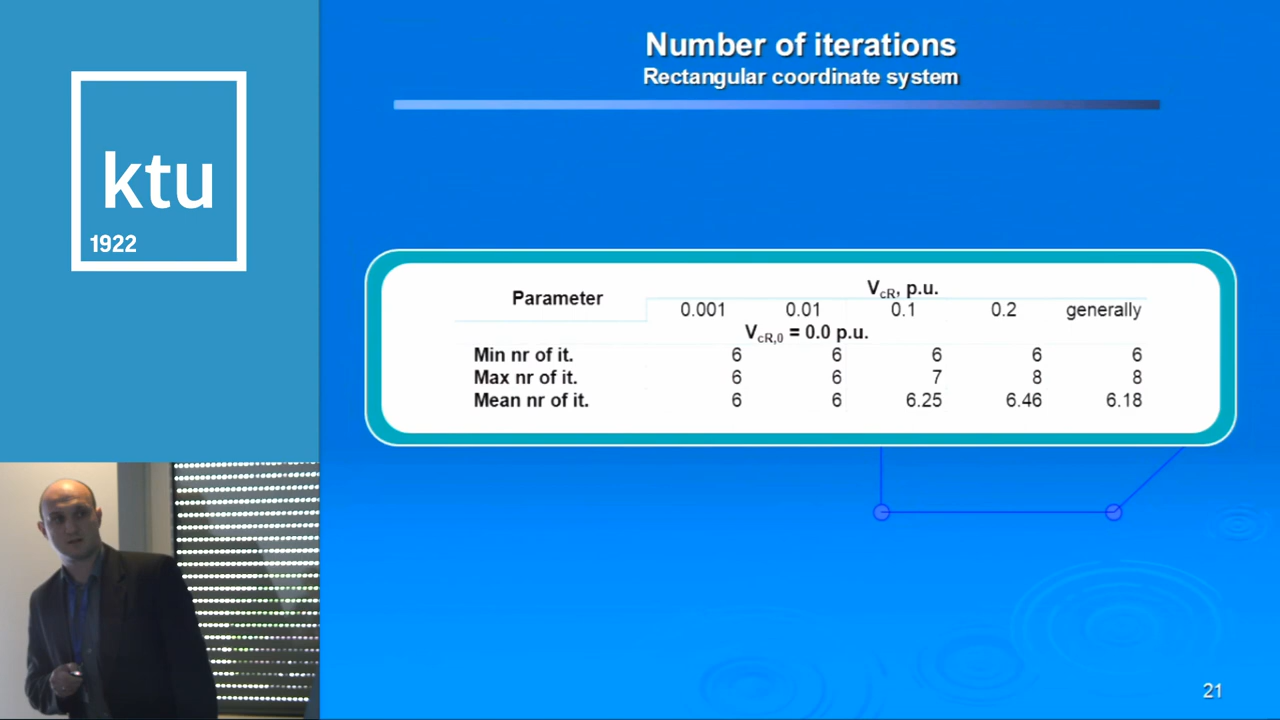 ktu
1922
Number of iterations
Rectangular coordinate system
Parameter
VcR, p.u.
0.001 0.01 0.1 0.2 generally
VcR,0 = 0.0 p.u.
Min nr of it. 6 6 6 6 6
Max nr of it. 6 6 7 8 8
Mean nr of it. 6 6 6.25 6.46 6.18
21